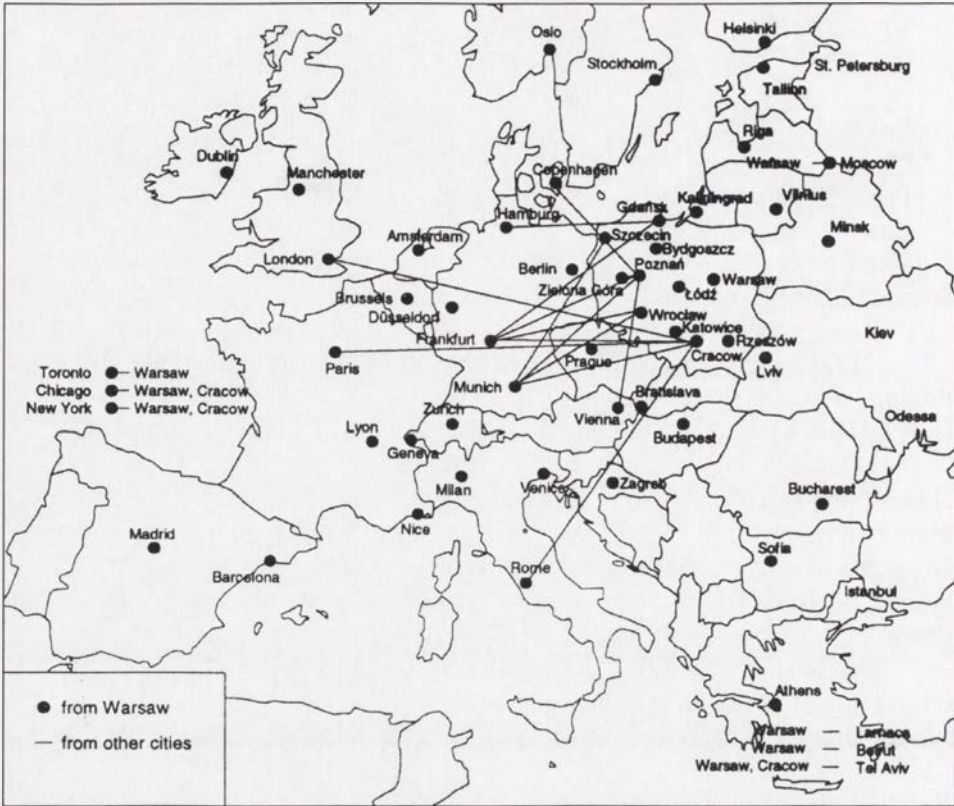 Oslo
Helsinki
Stockholm
St. Petersburg
Tallion
Riga
Dublin
Warsaw
Moscow
Manchester
Copenhagen
Kaliningrad
Vilnius
Hamburg
Gdańsk
Minsk
Amsterdam
Szczecin
Bydgoszcz
London
Berlin
Poznań
Zielona Góra
Łódź
Warsaw
Brussels
Düsseldorf
Wrocław
Katowice
Kiev
Frankfurt
Cracow
Rzeszów
Paris
Prague
Lviv
Toronto Warsaw
Chicago Warsaw, Cracow
New York Warsaw, Cracow
Munich
Bratislava
Zurich
Vienna
Odessa
Lyon
Geneva
Budapest
Milan
Venice
Zagreb
Bucharest
Nice
Madrid
Barcelona
Sofia
Rome
Istanbul
Athens
from Warsaw
from other cities
Warsaw — Larnaca
Warsaw — Beyrut
Warsaw, Cracow — Tel Aviv